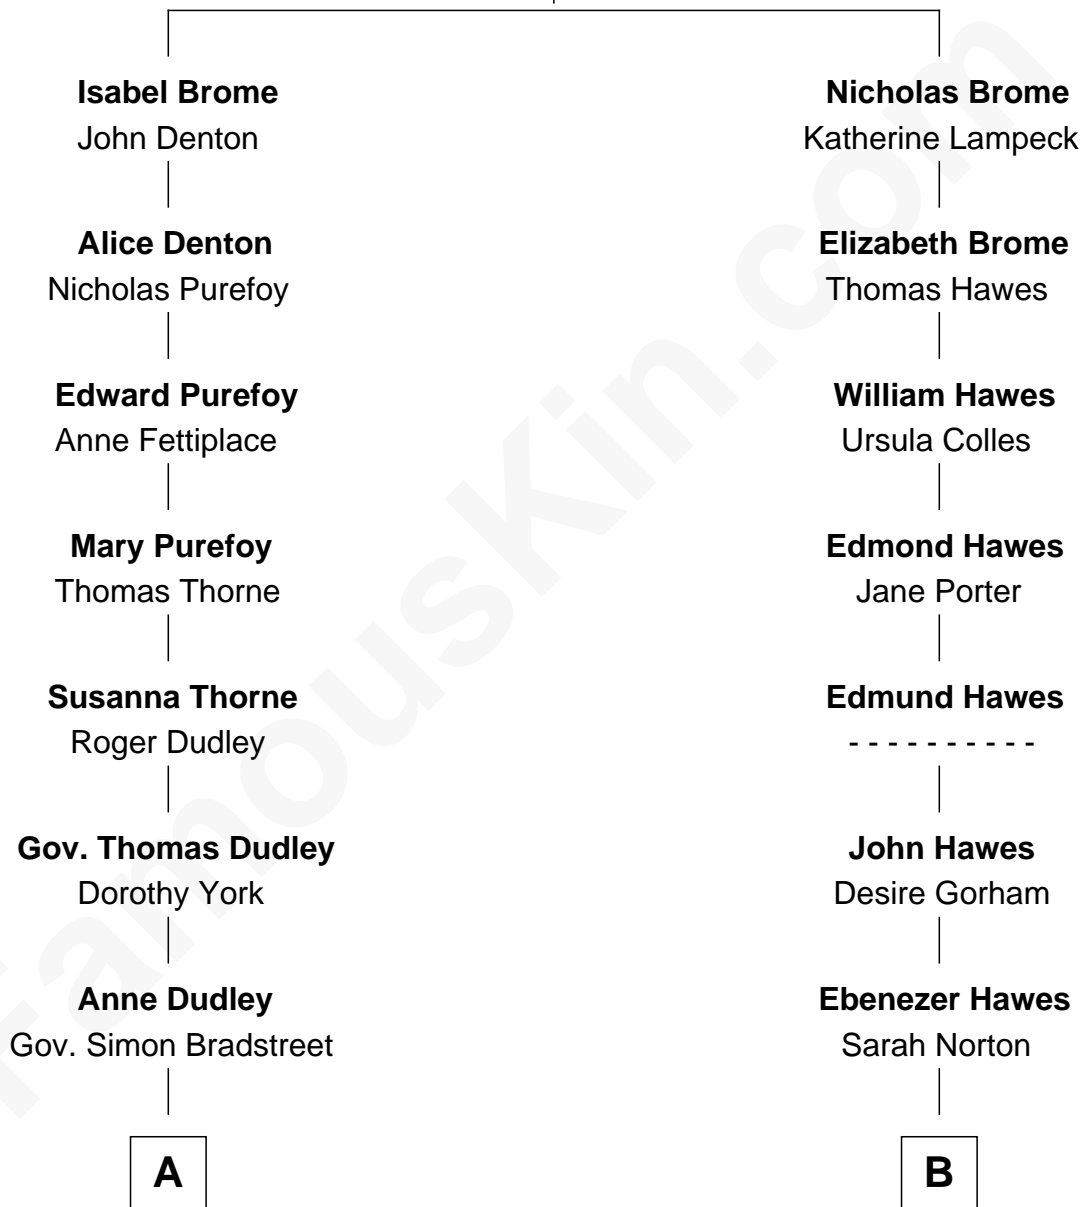 Isabel Brome
John Denton
Nicholas Brome
Katherine Lampeck
Alice Denton
Nicholas Purefoy
Elizabeth Brome
Thomas Hawes
Edward Purefoy
Anne Fettiplace
William Hawes
Ursula Colles
Mary Purefoy
Thomas Thorne
Edmond Hawes
Jane Porter
Susanna Thorne
Roger Dudley
Edmund Hawes
- - - - - - - - - -
Gov. Thomas Dudley
Dorothy York
John Hawes
Desire Gorham
Anne Dudley
Gov. Simon Bradstreet
Ebenezer Hawes
Sarah Norton
A
B
FamousKin.com